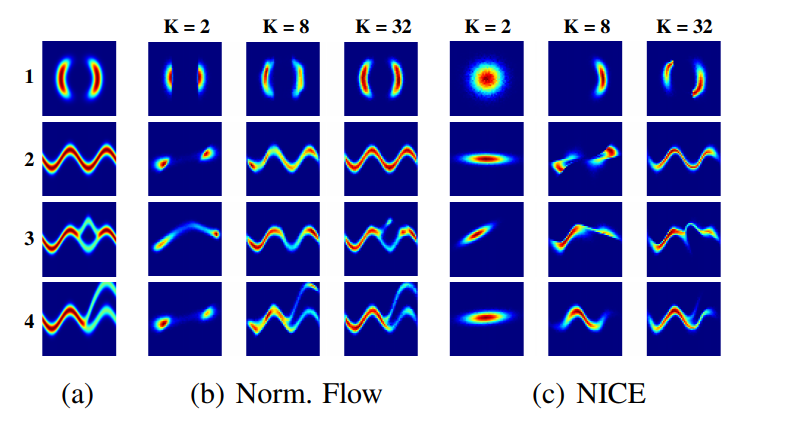 K = 2 K = 8 K = 32 K = 2 K = 8 K = 32
1
2
3
4
(a) (b) Norm. Flow (c) NICE